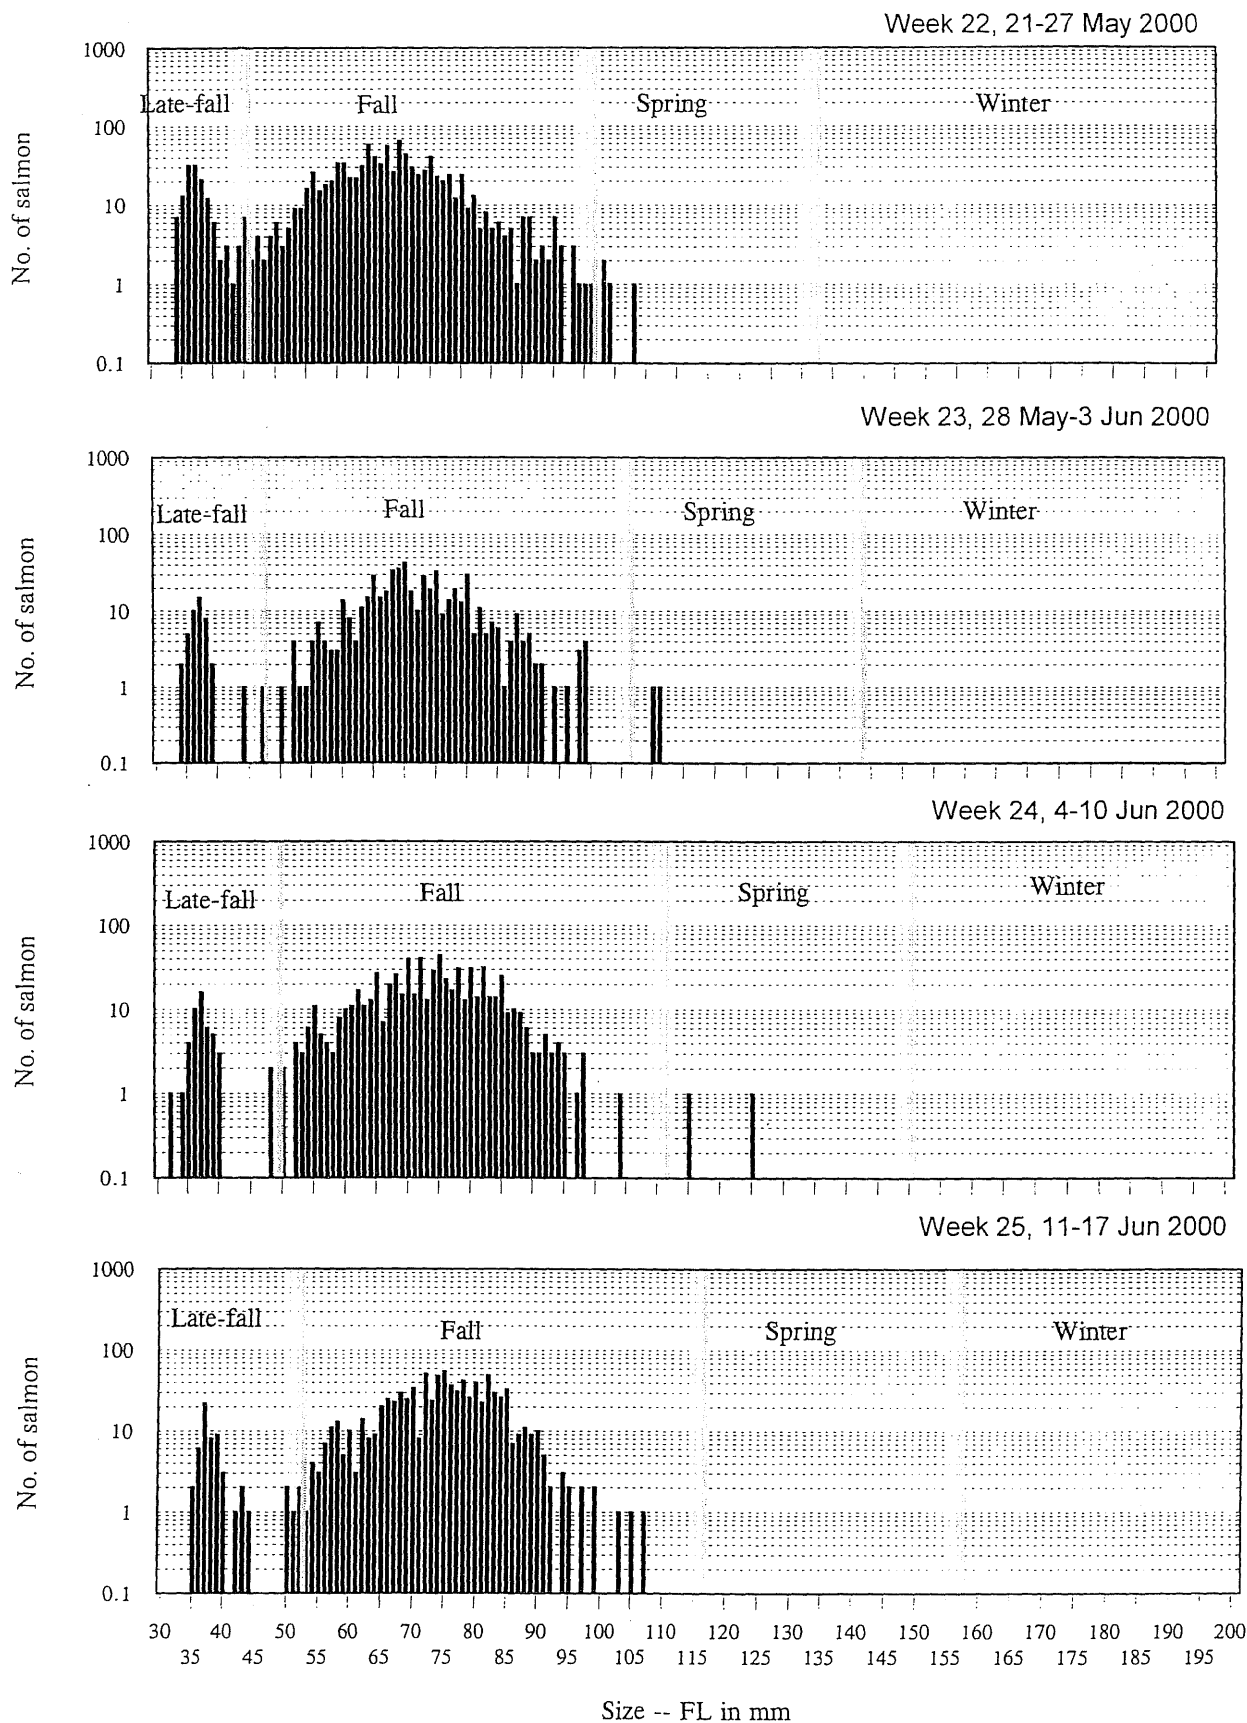 Week 22, 21-27 May 2000
1000
Late-fall Fall Spring Winter
100
No. of salmon
10
1
0.1
Week 23, 28 May-3 Jun 2000
1000
Late-fall Fall Spring Winter
100
No. of salmon
10
1
0.1
Week 24, 4-10 Jun 2000
1000
Late-fall Fall Spring Winter
100
No. of salmon
10
1
0.1
Week 25, 11-17 Jun 2000
1000
Late-fall Fall Spring Winter
100
No. of salmon
10
1
0.1
30 40 50 60 70 80 90 100 110 120 130 140 150 160 170 180 190 200
35 45 55 65 75 85 95 105 115 125 135 145 155 165 175 185 195
Size -- FL in mm